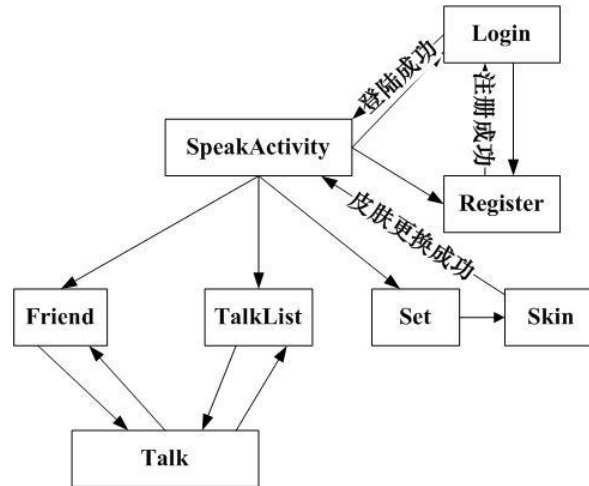 Login
登陆成功
注册成功
SpeakActivity
Register
皮肤更换成功
Friend
TalkList
Set
Skin
Talk